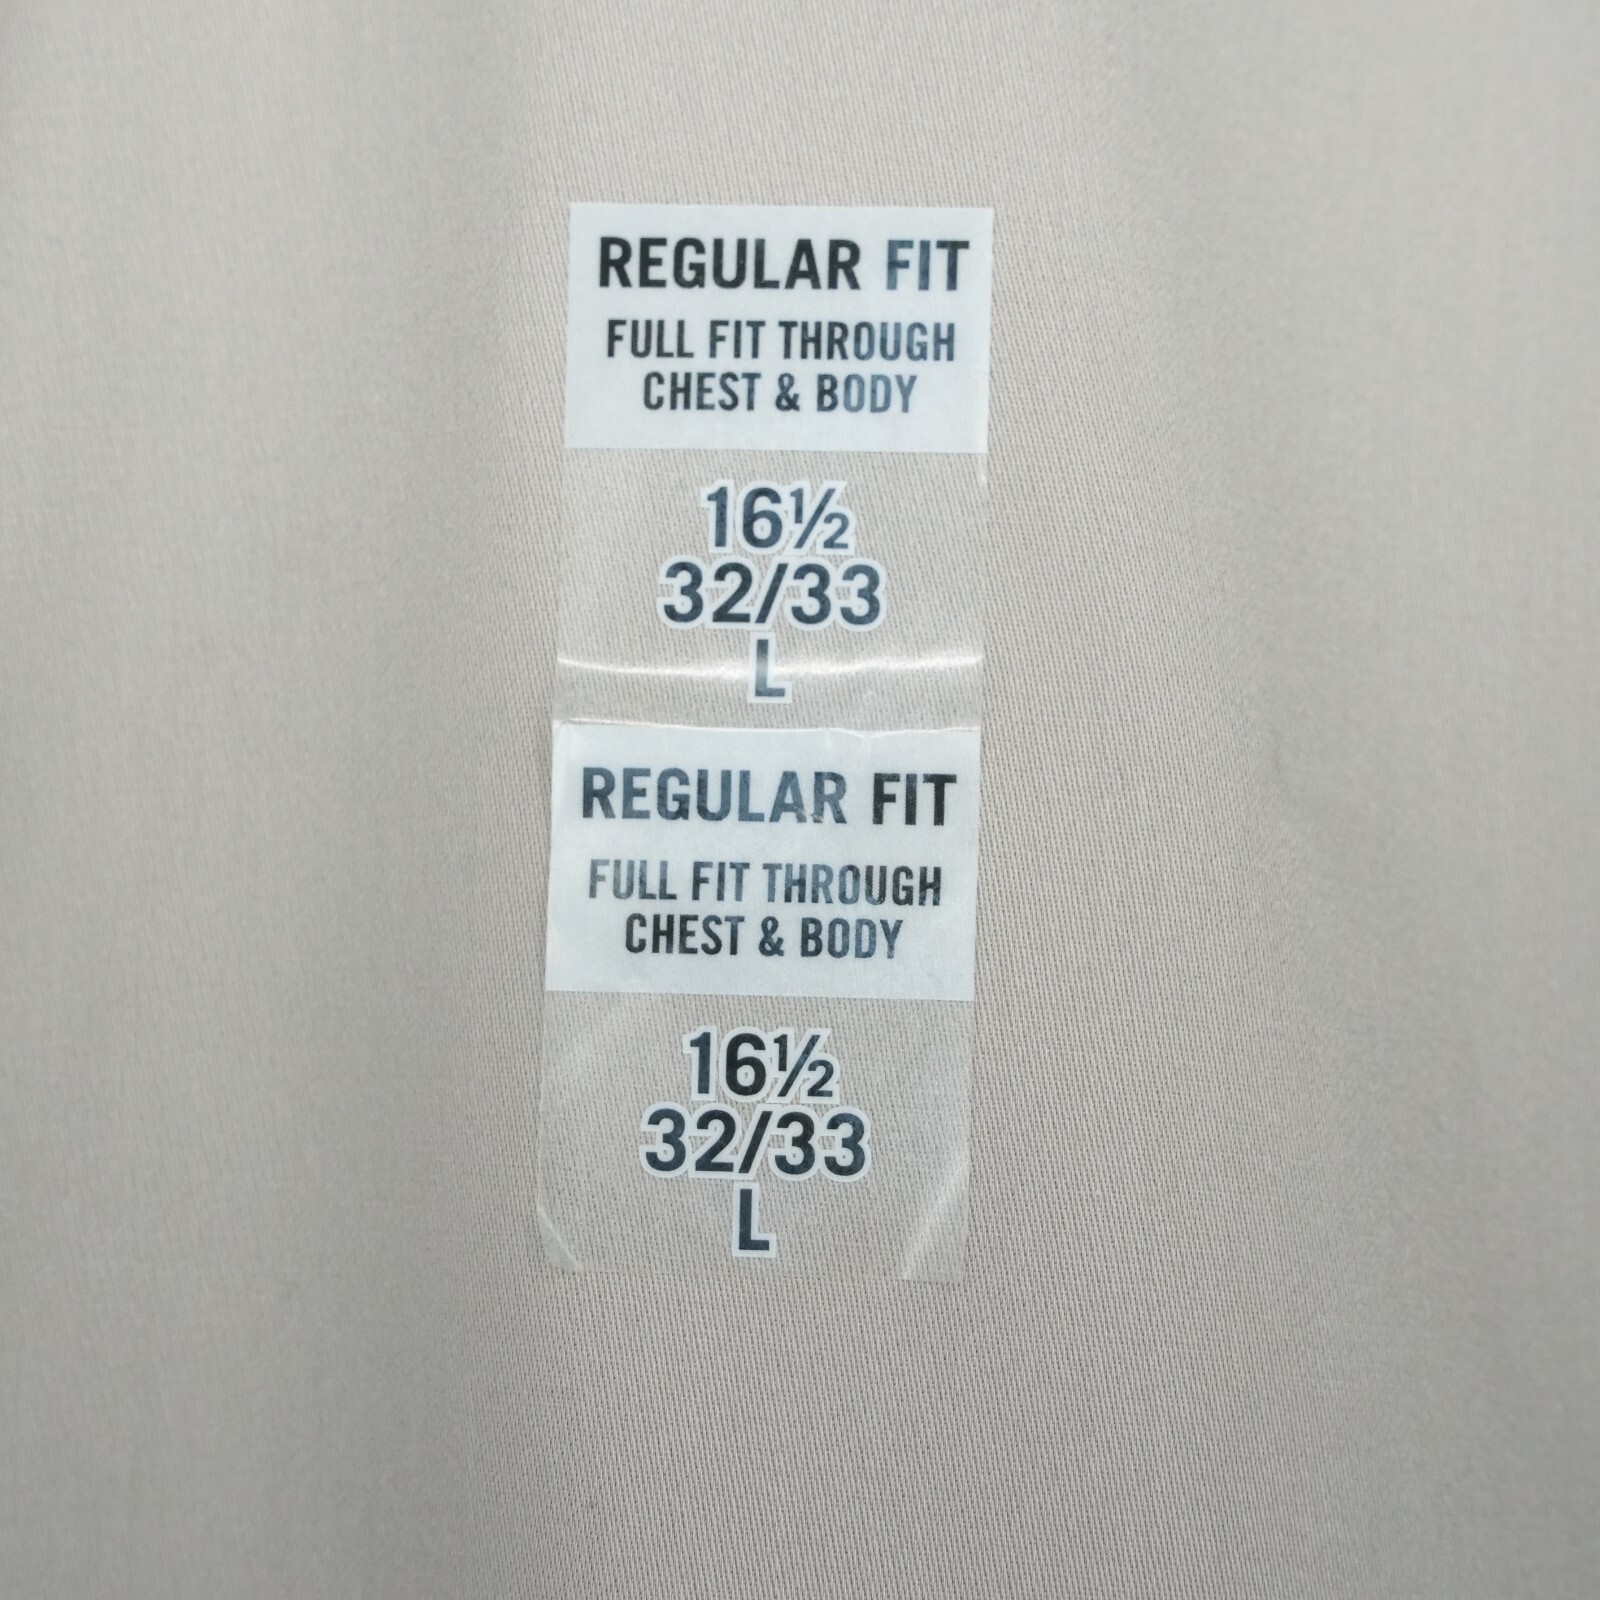 REGULAR FIT
FULL FIT THROUGH
CHEST & BODY
16½
32/33
L
REGULAR FIT
FULL FIT THROUGH
CHEST & BODY
16½
32/33
L